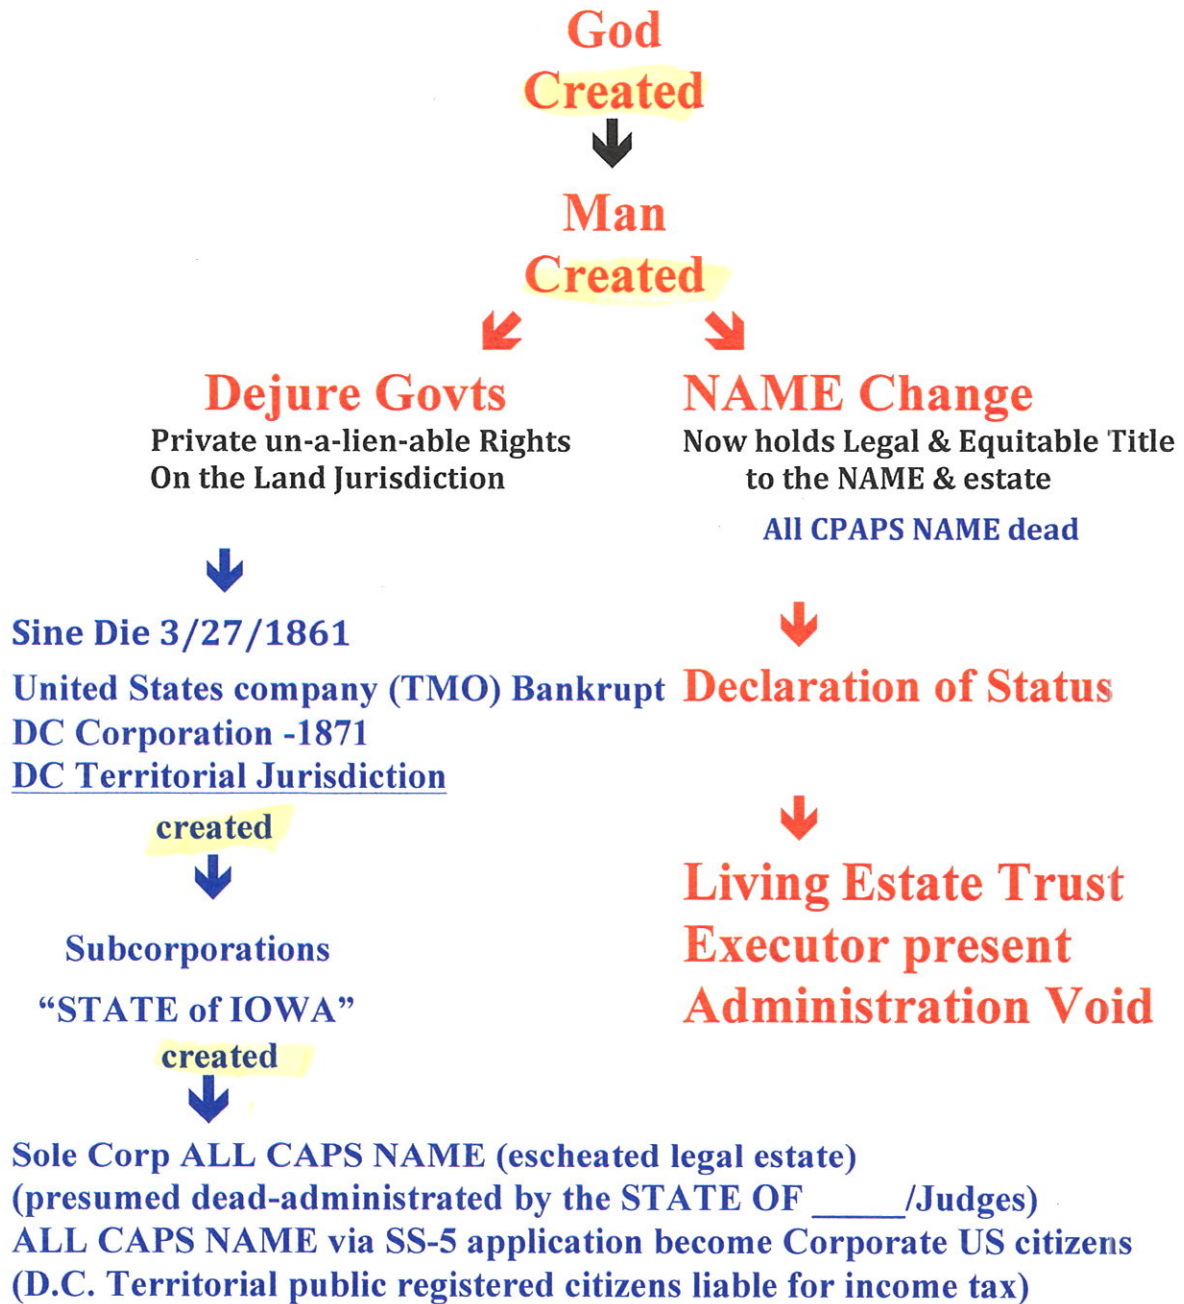 God
Created
Man
Created
Dejure Govts
Private un-a-lien-able Rights
On the Land Jurisdiction
Sine Die 3/27/1861
United States company (TMO) Bankrupt
DC Corporation -1871
DC Territorial Jurisdiction
created
Subcorporations
“STATE of IOWA”
created
NAME Change
Now holds Legal & Equitable Title
to the NAME & estate
All CPAPS NAME dead
Declaration of Status
Living Estate Trust
Executor present
Administration Void
Sole Corp ALL CAPS NAME (escheated legal estate)
(presumed dead-administrated by the STATE OF _____/Judges)
ALL CAPS NAME via SS-5 application become Corporate US citizens
(D.C. Territorial public registered citizens liable for income tax)